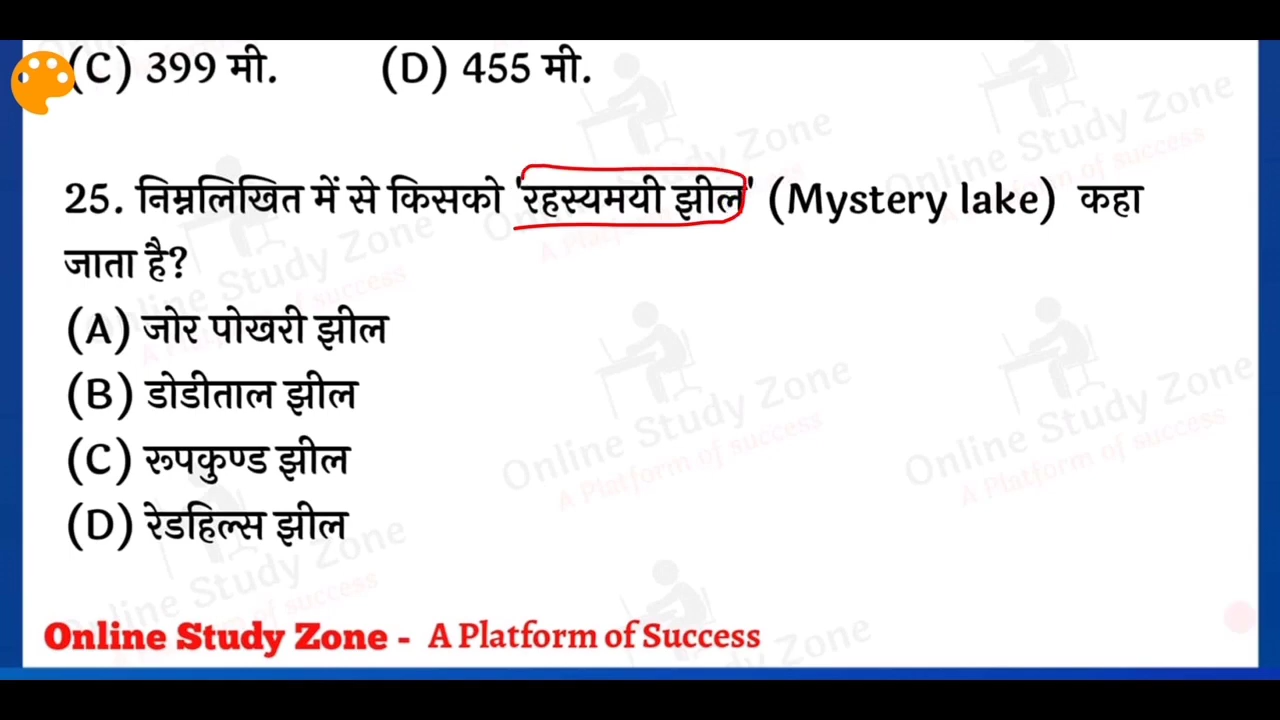 (C) 399 मी. (D) 455 मी.
25. निम्नलिखित में से किसको 'रहस्यमयी झील' (Mystery lake) कहा
जाता है?
(A) जोर पोखरी झील
(B) डोडीताल झील
(C) रूपकुण्ड झील
(D) रेडहिल्स झील
Online Study Zone - A Platform of Success